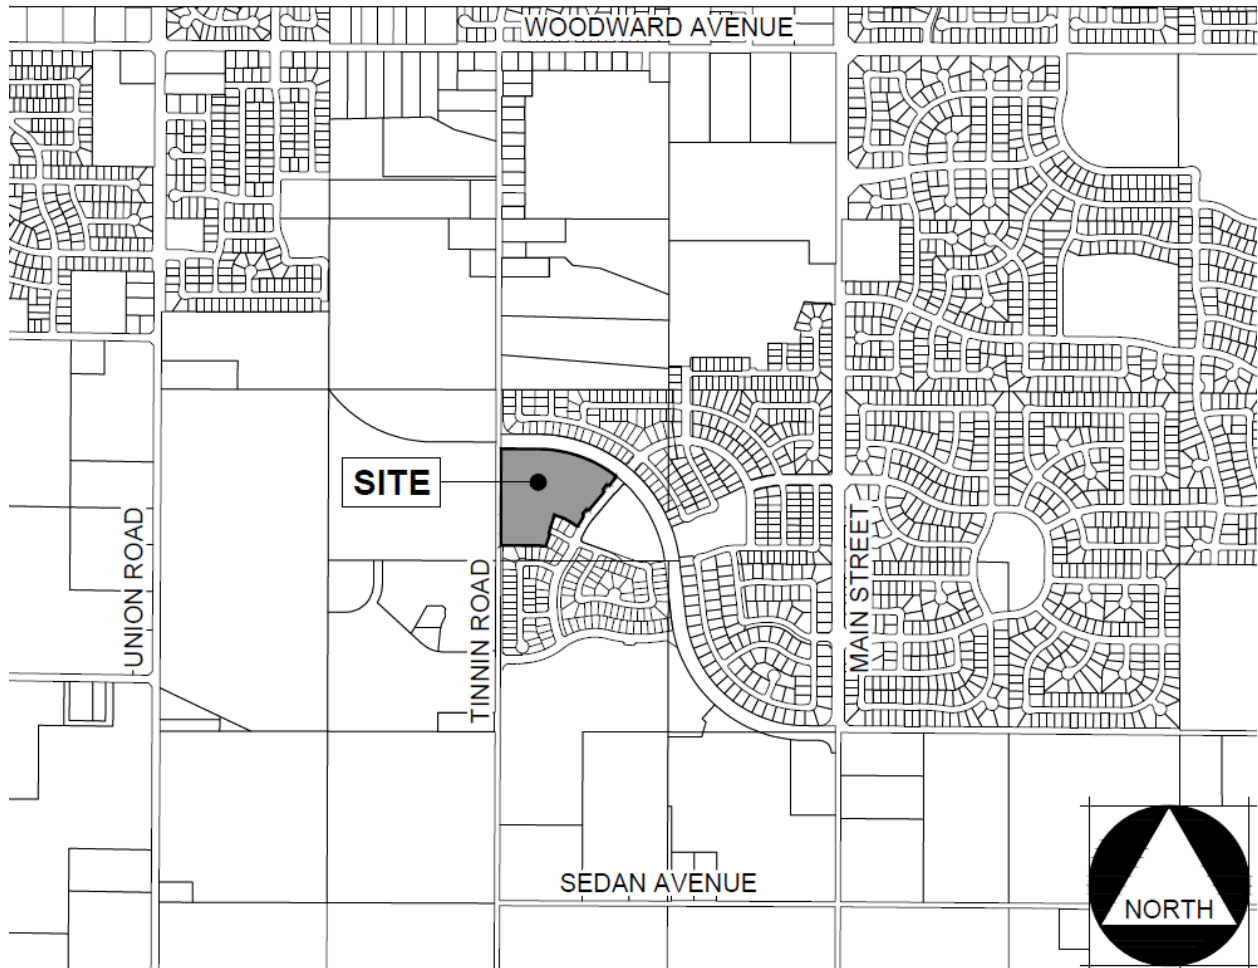 WOODWARD AVENUE
SITE
UNION ROAD
TINNIN ROAD
MAIN STREET
SEDAN AVENUE
NORTH